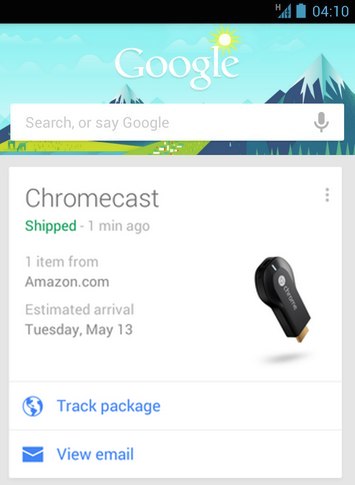 H 04:10
Google
Search, or say Google
Chromecast
Shipped - 1 min ago
1 item from
Amazon.com
Estimated arrival
Tuesday, May 13
chrome
Track package
View email